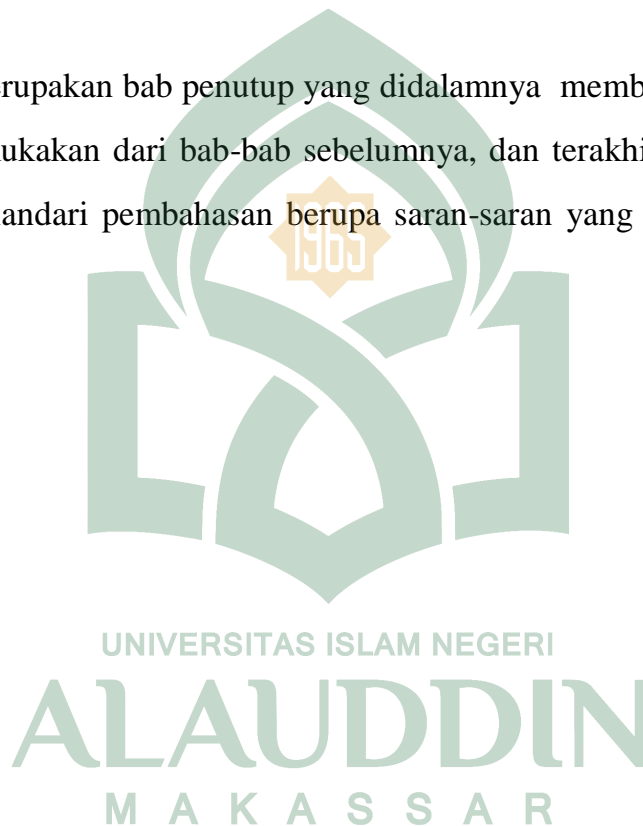 erupakan bab penutup yang didalamnya memb
ukakan dari bab-bab sebelumnya, dan terakhi
andari pembahasan berupa saran-saran yang
1965
UNIVERSITAS ISLAM NEGERI
ALAUDDIN
MAKASSAR